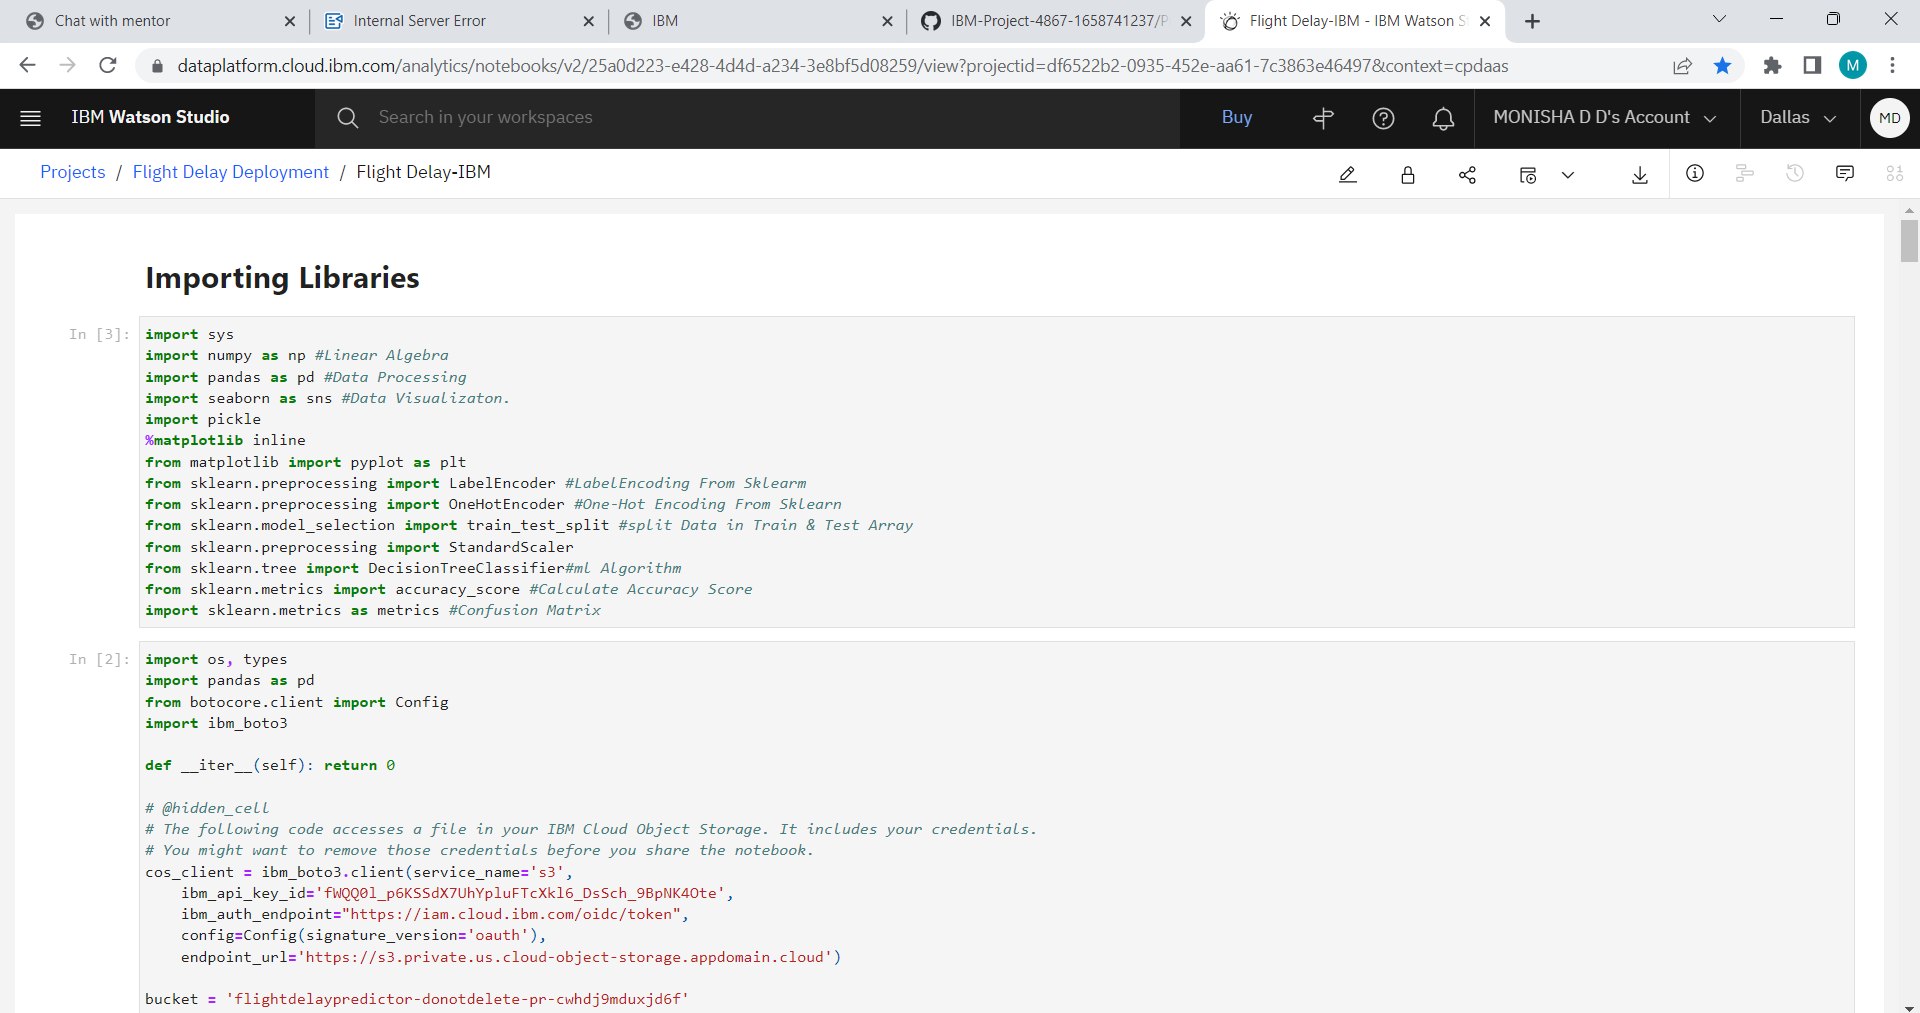 Chat with mentor
Internal Server Error
IBM
IBM-Project-4867-1658741237/P
Flight Delay-IBM - IBM Watson S
dataplatform.cloud.ibm.com/analytics/notebooks/v2/25a0d223-e428-4d4d-a234-3e8bf5d08259/view?projectid=df6522b2-0935-452e-aa61-7c3863e46497&context=cpdaas
M
IBM Watson Studio
Search in your workspaces
Buy
MONISHA D D's Account
Dallas
MD
Projects / Flight Delay Deployment / Flight Delay-IBM
Importing Libraries
In [3]:
import sys
import numpy as np #Linear Algebra
import pandas as pd #Data Processing
import seaborn as sns #Data Visualizaton.
import pickle
%matplotlib inline
from matplotlib import pyplot as plt
from sklearn.preprocessing import LabelEncoder #LabelEncoding From Sklearm
from sklearn.preprocessing import OneHotEncoder #One-Hot Encoding From Sklearn
from sklearn.model_selection import train_test_split #split Data in Train & Test Array
from sklearn.preprocessing import StandardScaler
from sklearn.tree import DecisionTreeClassifier#ml Algorithm
from sklearn.metrics import accuracy_score #Calculate Accuracy Score
import sklearn.metrics as metrics #Confusion Matrix
In [2]:
import os, types
import pandas as pd
from botocore.client import Config
import ibm_boto3
def __iter__(self): return 0
# @hidden_cell
# The following code accesses a file in your IBM Cloud Object Storage. It includes your credentials.
# You might want to remove those credentials before you share the notebook.
cos_client = ibm_boto3.client(service_name='s3',
ibm_api_key_id='fWQQ0l_p6KSSdX7UhYpluFTcXkl6_DsSch_9BpNK4Ote',
ibm_auth_endpoint="https://iam.cloud.ibm.com/oidc/token",
config=Config(signature_version='oauth'),
endpoint_url='https://s3.private.us.cloud-object-storage.appdomain.cloud')
bucket = 'flightdelaypredictor-donotdelete-pr-cwhdj9mduxjd6f'